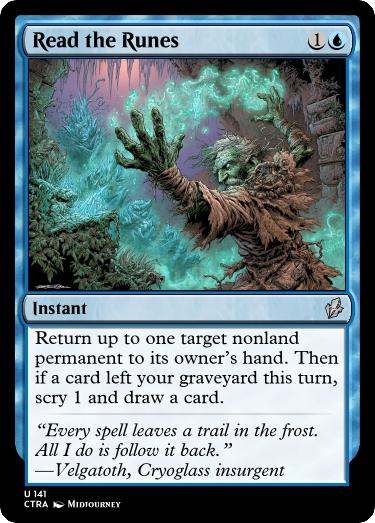 Read the Runes 1
Instant
Return up to one target nonland
permanent to its owner's hand. Then
if a card left your graveyard this turn,
scry 1 and draw a card.
"Every spell leaves a trail in the frost.
All I do is follow it back."
—Velgatoth, Cryoglass insurgent
U 141
CTRA Midjourney